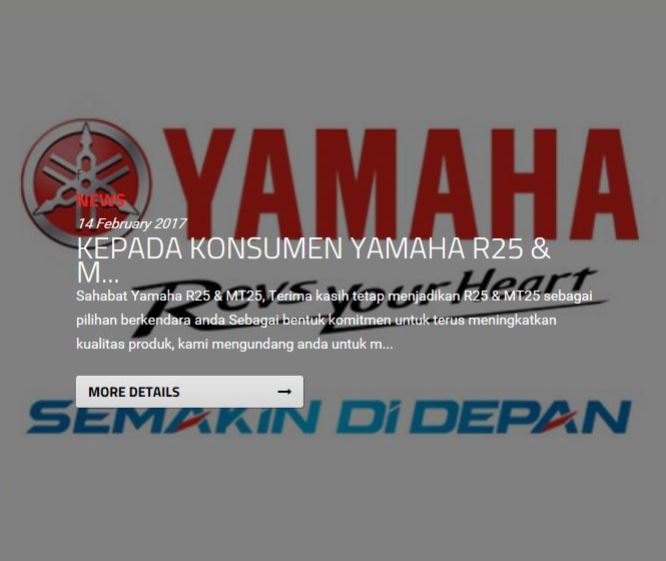 YAMAHA
f
NEWS
14 February 2017
KEPADA KONSUMEN YAMAHA R25 &
M...
Revs your Heart
Sahabat Yamaha R25 & MT25, Terima kasih tetap menjadikan R25 & MT25 sebagai
pilihan berkendara anda Sebagai bentuk komitmen untuk terus meningkatkan
kualitas produk, kami mengundang anda untuk m...
MORE DETAILS
SEMAKIN Di DEPAN